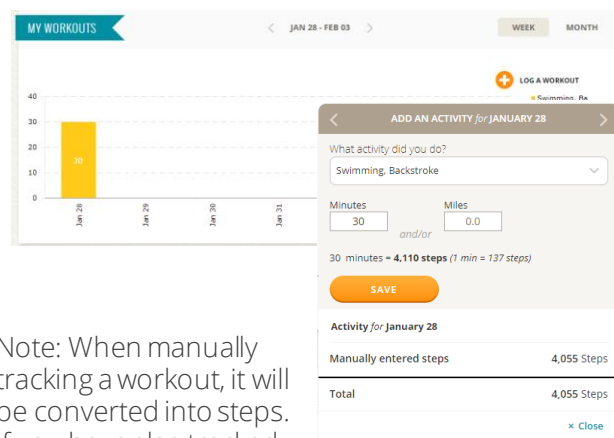 MY WORKOUTS
JAN 28 - FEB 03
WEEK MONTH
LOG A WORKOUT
Swimming, Ba
40
30
20
10
0
30
Jan 28
Jan 29
Jan 30
Jan 31
ADD AN ACTIVITY for JANUARY 28
What activity did you do?
Swimming, Backstroke
Minutes Miles
30 and/or 0.0
30 minutes = 4,110 steps (1 min = 137 steps)
SAVE
Activity for January 28
Manually entered steps 4,055 Steps
Total 4,055 Steps
× Close
Note: When manually
tracking a workout, it will
be converted into steps.